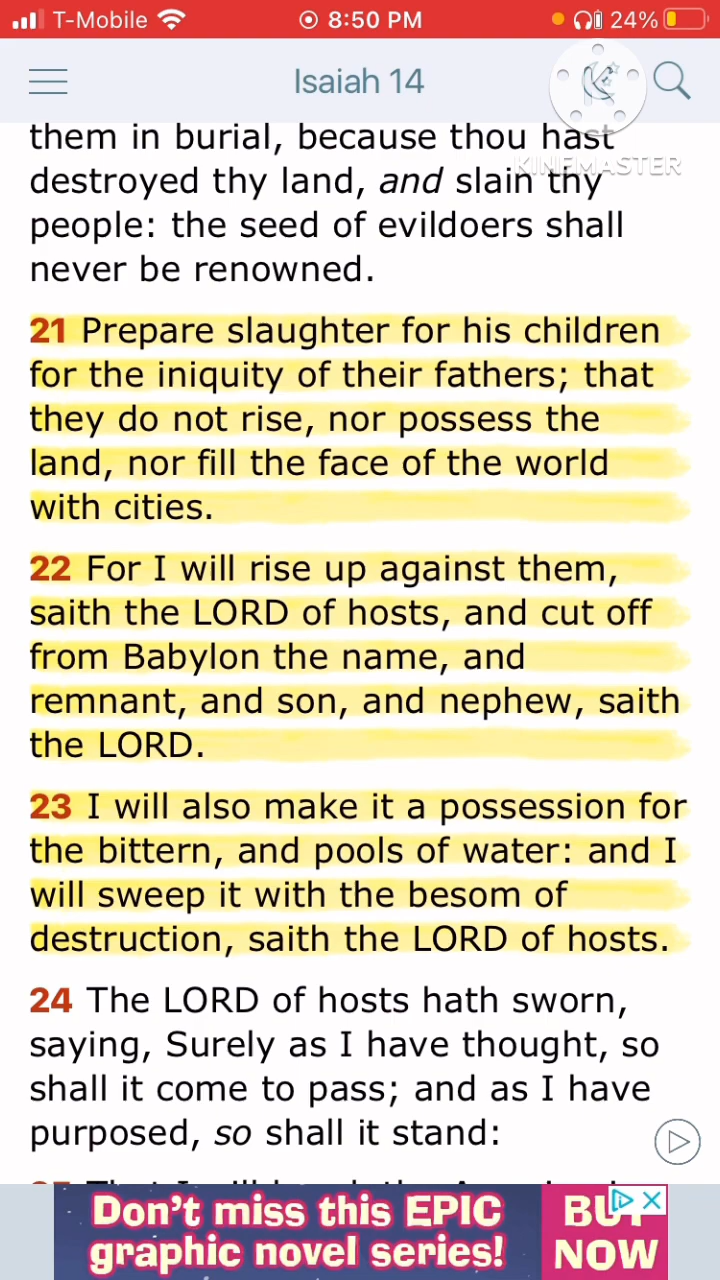 T-Mobile 8:50 PM 24%
Isaiah 14
KINEMASTER
them in burial, because thou hast
destroyed thy land, and slain thy
people: the seed of evildoers shall
never be renowned.
21 Prepare slaughter for his children
for the iniquity of their fathers; that
they do not rise, nor possess the
land, nor fill the face of the world
with cities.
22 For I will rise up against them,
saith the LORD of hosts, and cut off
from Babylon the name, and
remnant, and son, and nephew, saith
the LORD.
23 I will also make it a possession for
the bittern, and pools of water: and I
will sweep it with the besom of
destruction, saith the LORD of hosts.
24 The LORD of hosts hath sworn,
saying, Surely as I have thought, so
shall it come to pass; and as I have
purposed, so shall it stand:
Don't miss this EPIC
graphic novel series!
BUY
NOW